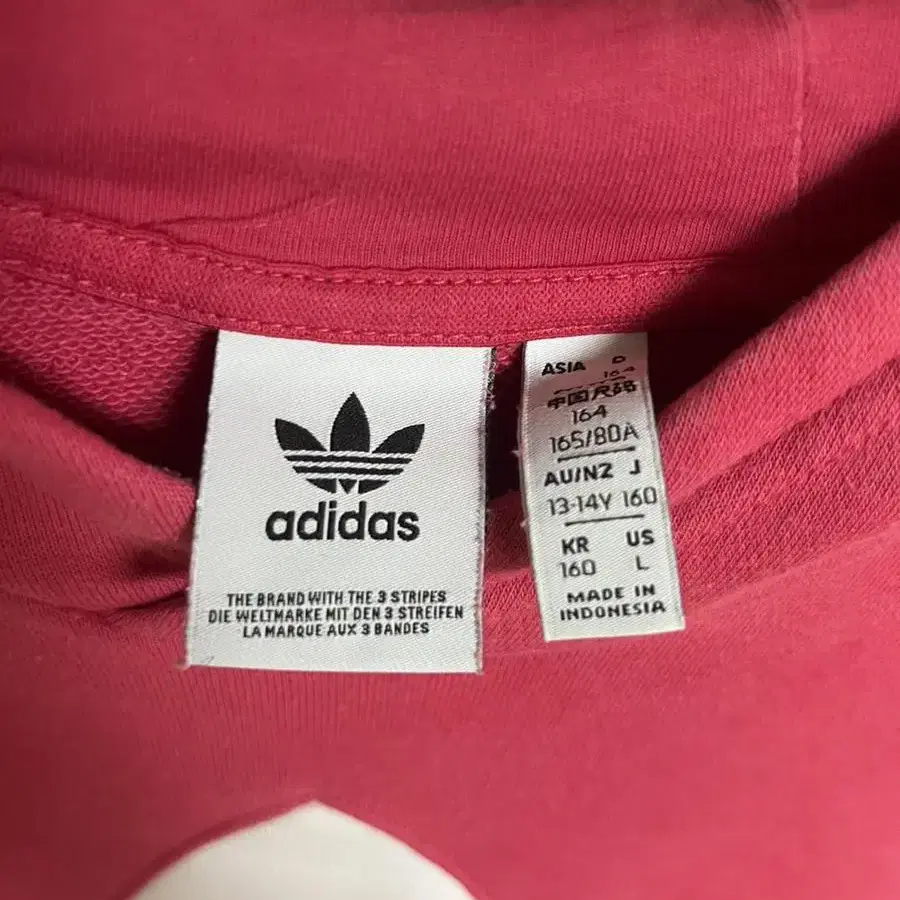 adidas
THE BRAND WITH THE 3 STRIPES
DIE WELTMARKE MIT DEN 3 STREIFEN
LA MARQUE AUX 3 BANDES
ASIA D
164
中国尺码
164
165/80A
AU/NZ J
13-14Y 160
KR US
160 L
MADE IN
INDONESIA